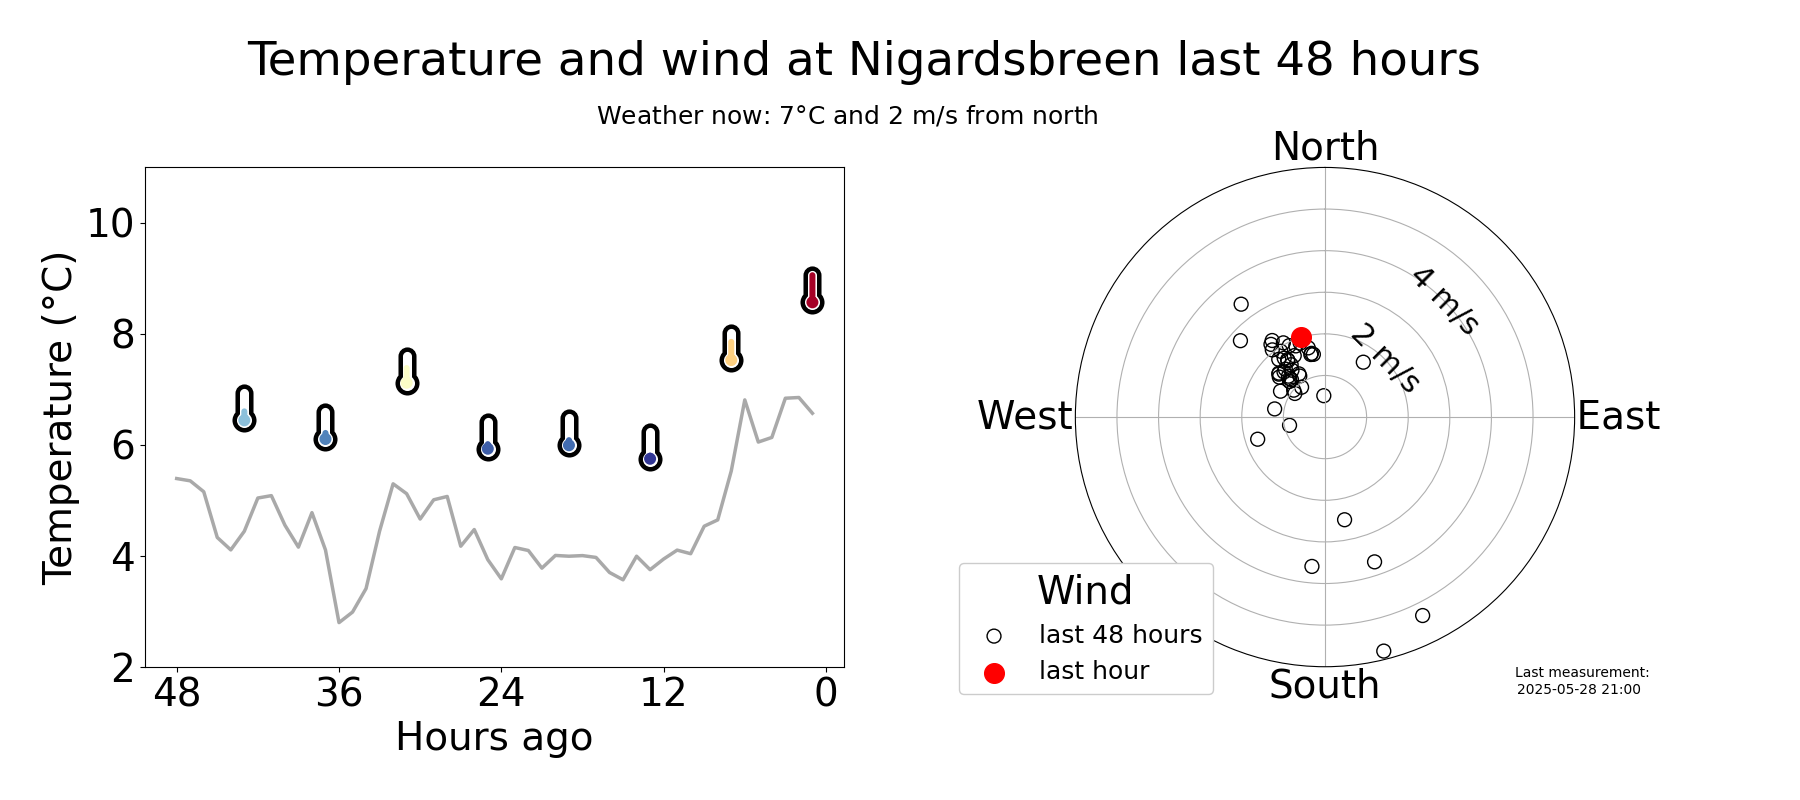 Temperature and wind at Nigardsbreen last 48 hours
Weather now: 7°C and 2 m/s from north
Temperature (°C)
10
8
6
4
2
48 36 24 12 0
Hours ago
North
4 m/s
2 m/s
West
East
South
Wind
last 48 hours
last hour
Last measurement:
2025-05-28 21:00